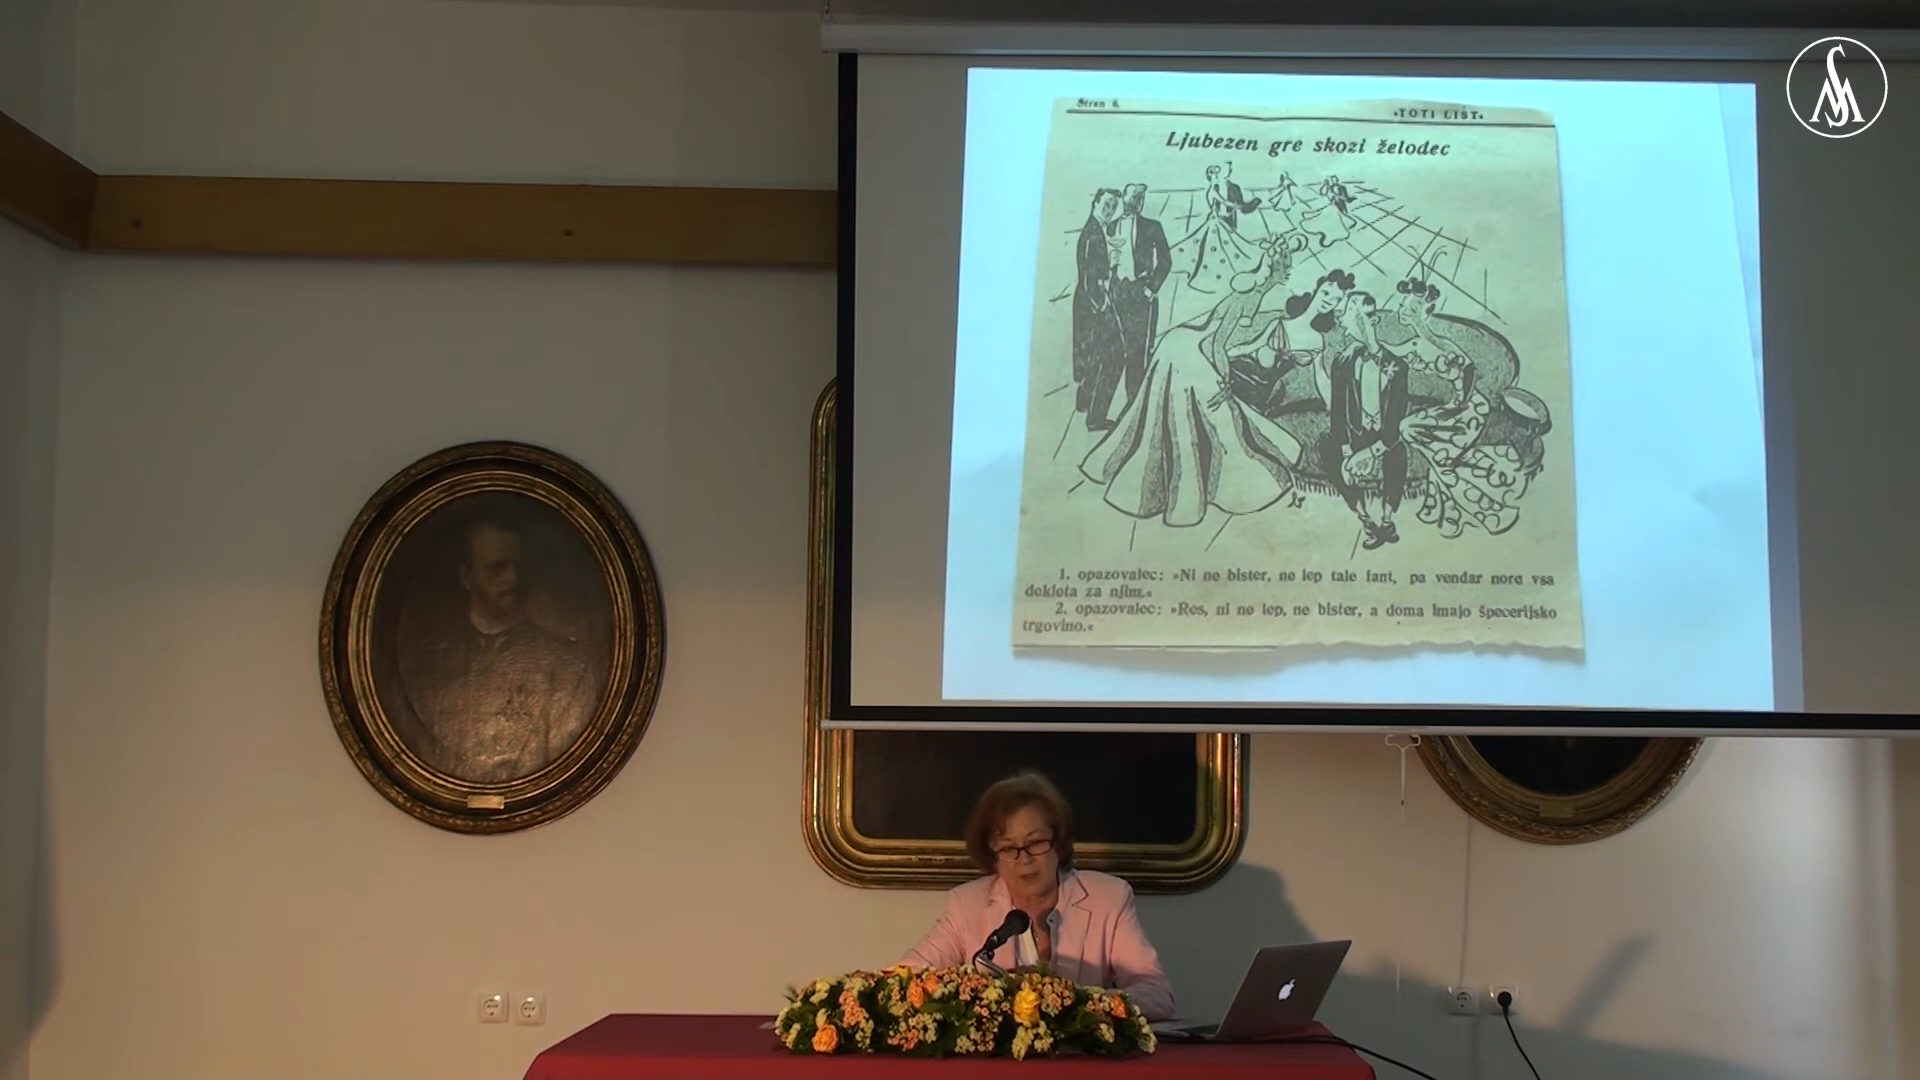 Stran 6.
»TOTI LIST«
Ljubezen gre skozi želodec
1. opazovalec: »Ni ne bister, ne lep tale fant, pa vendar nore vsa
dekleta za njim.«
2. opazovalec: »Res, ni ne lep, ne bister, a doma imajo špecerijsko
trgovino.«